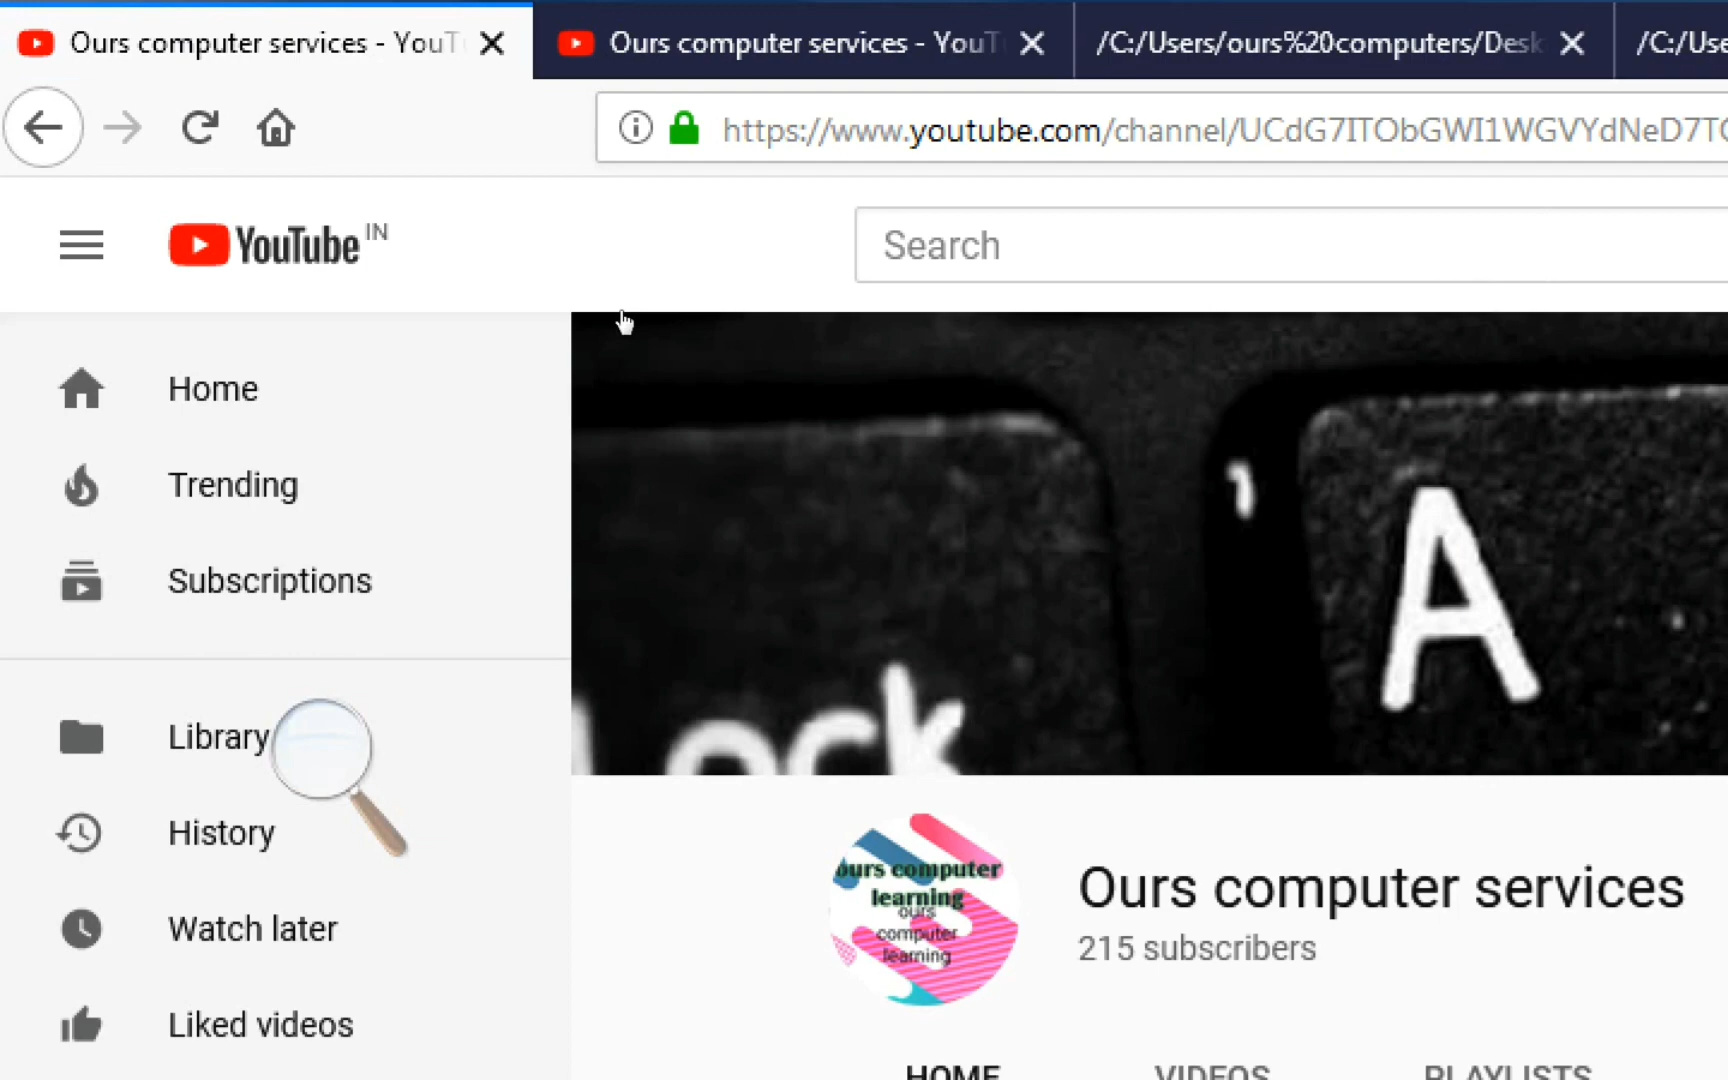 Ours computer services - YouT
Ours computer services - YouT
/C:/Users/ours%20computers/Desk
/C:/Use
https://www.youtube.com/channel/UCdG7ITObGWI1WGVYdNeD7T
YouTube IN
Search
Home
Trending
Subscriptions
Library
History
Watch later
Liked videos
Lock
A
ours computer
learning
ours
computer
learning
Ours computer services
215 subscribers
HOME VIDEOS PLAYLISTS